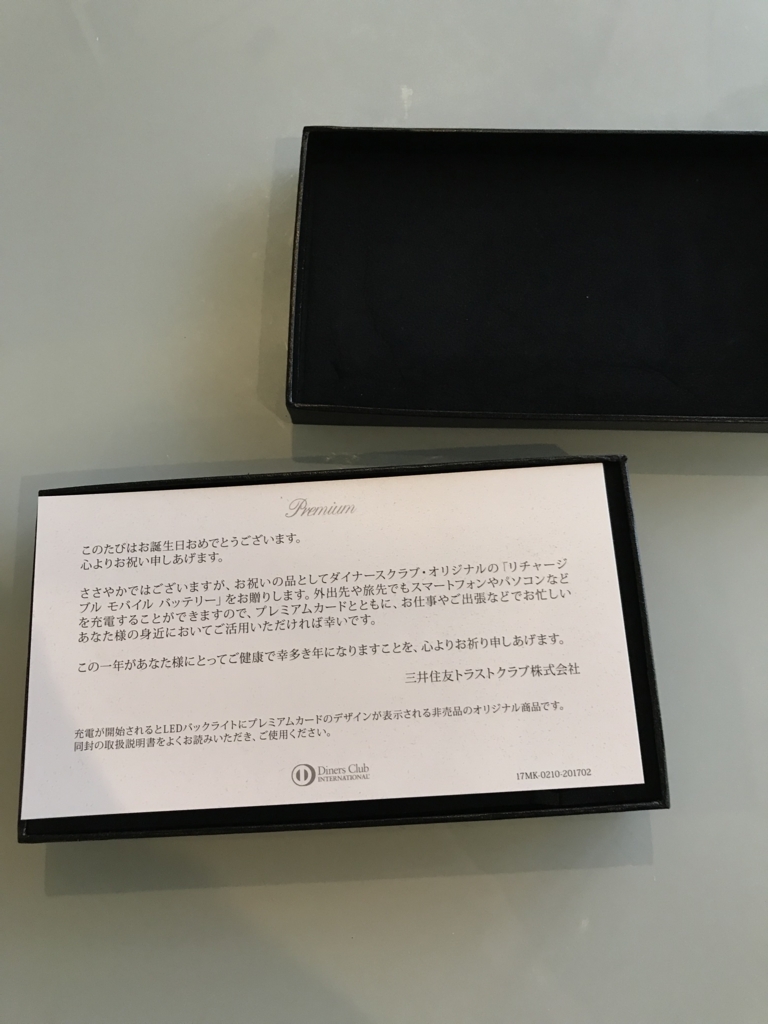 Premium
このたびはお誕生日おめでとうございます。
心よりお祝い申しあげます。
ささやかではございますが、お祝いの品としてダイナースクラブ・オリジナルの「リチャージ
ブル モバイル バッテリー」をお贈りします。外出先や旅先でもスマートフォンやパソコンなど
を充電することができますので、プレミアムカードとともに、お仕事やご出張などでお忙しい
あなた様の身近においてご活用いただければ幸いです。
この一年があなた様にとってご健康で幸多き年になりますことを、心よりお祈り申しあげます。
三井住友トラストクラブ株式会社
充電が開始されるとLEDバックライトにプレミアムカードのデザインが表示される非売品のオリジナル商品です。
同封の取扱説明書をよくお読みいただき、ご使用ください。
Diners Club
INTERNATIONAL
17MK-0210-201702